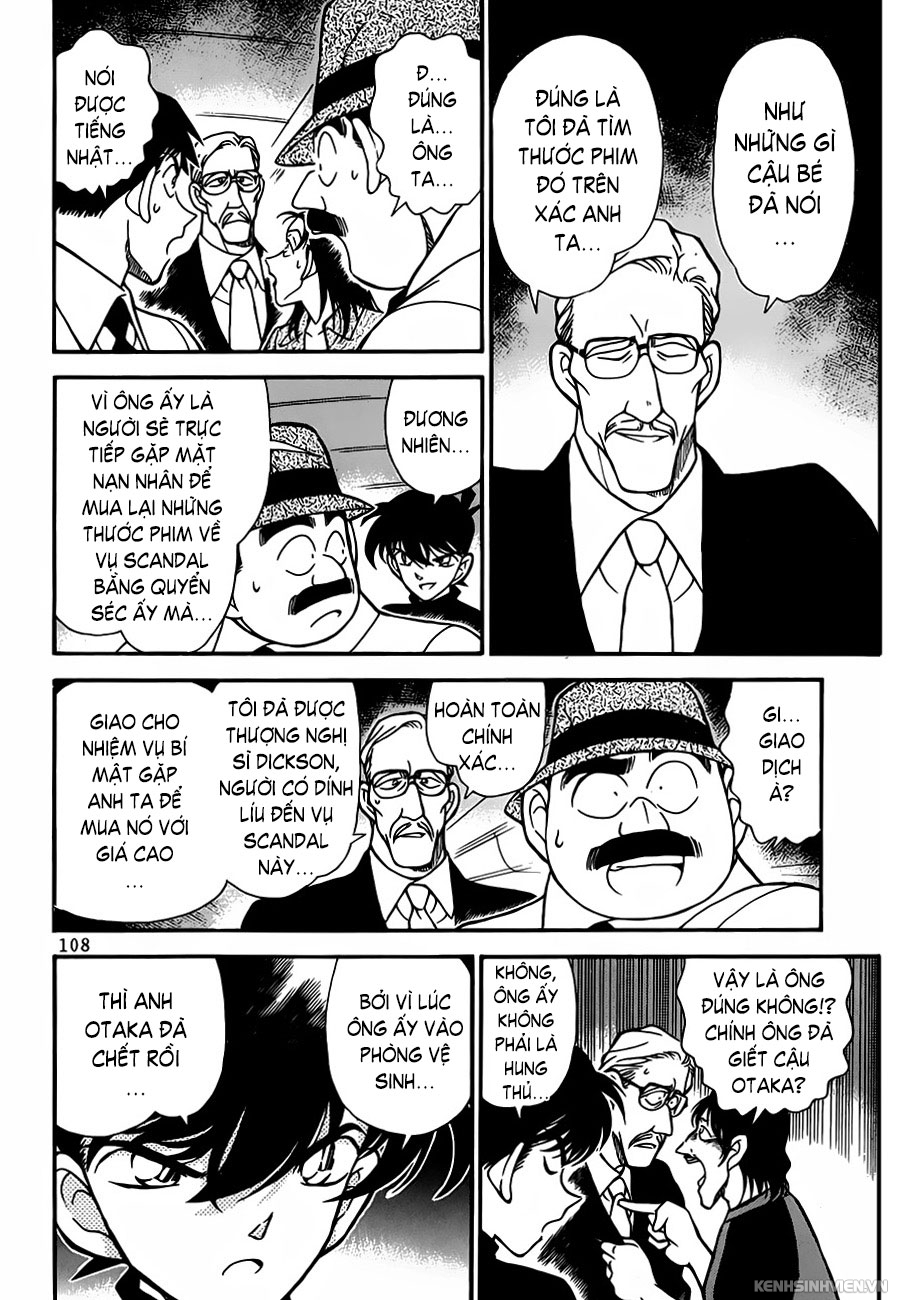 NHƯ
NHỮNG GÌ
CẬU BÉ
ĐÃ NÓI
...
ĐÚNG LÀ
TÔI ĐÃ TÌM
THƯỚC PHIM
ĐÓ TRÊN
XÁC ANH
TA...
Đ...
ĐÚNG
LÀ...
ÔNG
TA...
NÓI
ĐƯỢC
TIẾNG
NHẬT...
ĐƯƠNG
NHIÊN...
VÌ ÔNG ẤY LÀ
NGƯỜI SẼ TRỰC
TIẾP GẶP MẶT
NẠN NHÂN ĐỂ
MUA LẠI NHỮNG
THƯỚC PHIM VỀ
VỤ SCANDAL
BẰNG QUYỂN
SÉC ẤY MÀ...
GI...
GIAO
DỊCH
À?
HOÀN TOÀN
CHÍNH
XÁC...
TÔI ĐÃ ĐƯỢC
THƯỢNG NGHỊ
SĨ DICKSON,
NGƯỜI CÓ DÍNH
LÍU ĐẾN VỤ
SCANDAL
NÀY...
GIAO CHO
NHIỆM VỤ BÍ
MẬT GẶP
ANH TA ĐỂ
MUA NÓ VỚI
GIÁ CAO
...
108
VẬY LÀ ÔNG
ĐÚNG KHÔNG!?
CHÍNH ÔNG ĐÃ
GIẾT CẬU
OTAKA?
KHÔNG,
ÔNG ẤY
KHÔNG
PHẢI LÀ
HUNG
THỦ...
BỞI VÌ LÚC
ÔNG ẤY VÀO
PHÒNG VỆ
SINH...
THÌ ANH
OTAKA ĐÃ
CHẾT RỒI
...
KENHSINHVIEN.VN